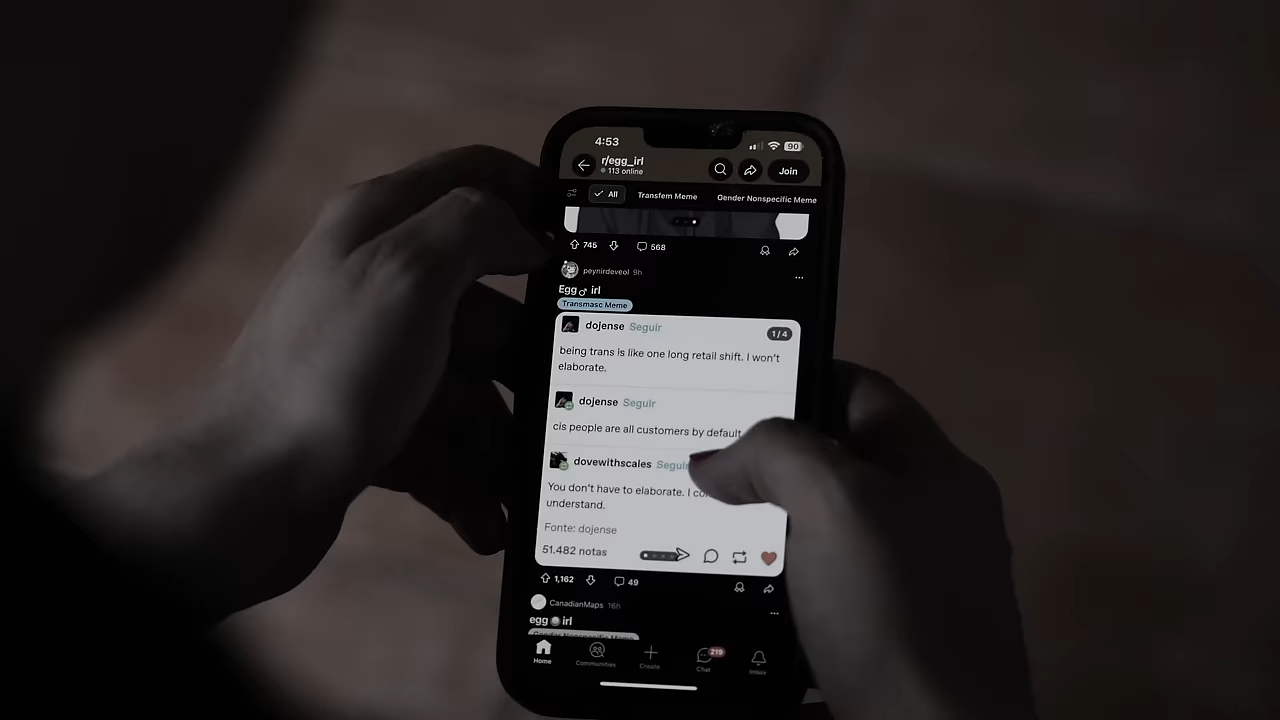 4:53
90
r/egg_irl
113 online
Join
All Transfem Meme Gender Nonspecific Meme
745 568
peynirdeveol 9h
Egg♂irl
Transmasc Meme
dojense Seguir
1/4
being trans is like one long retail shift. I won't
elaborate.
dojense Seguir
cis people are all customers by default
dovewithscales Seguir
You don't have to elaborate. I
understand.
Fonte: dojense
51.482 notas
1,162 49
CanadianMaps 16h
egg irl
219
Home Communities Create Chat Inbox